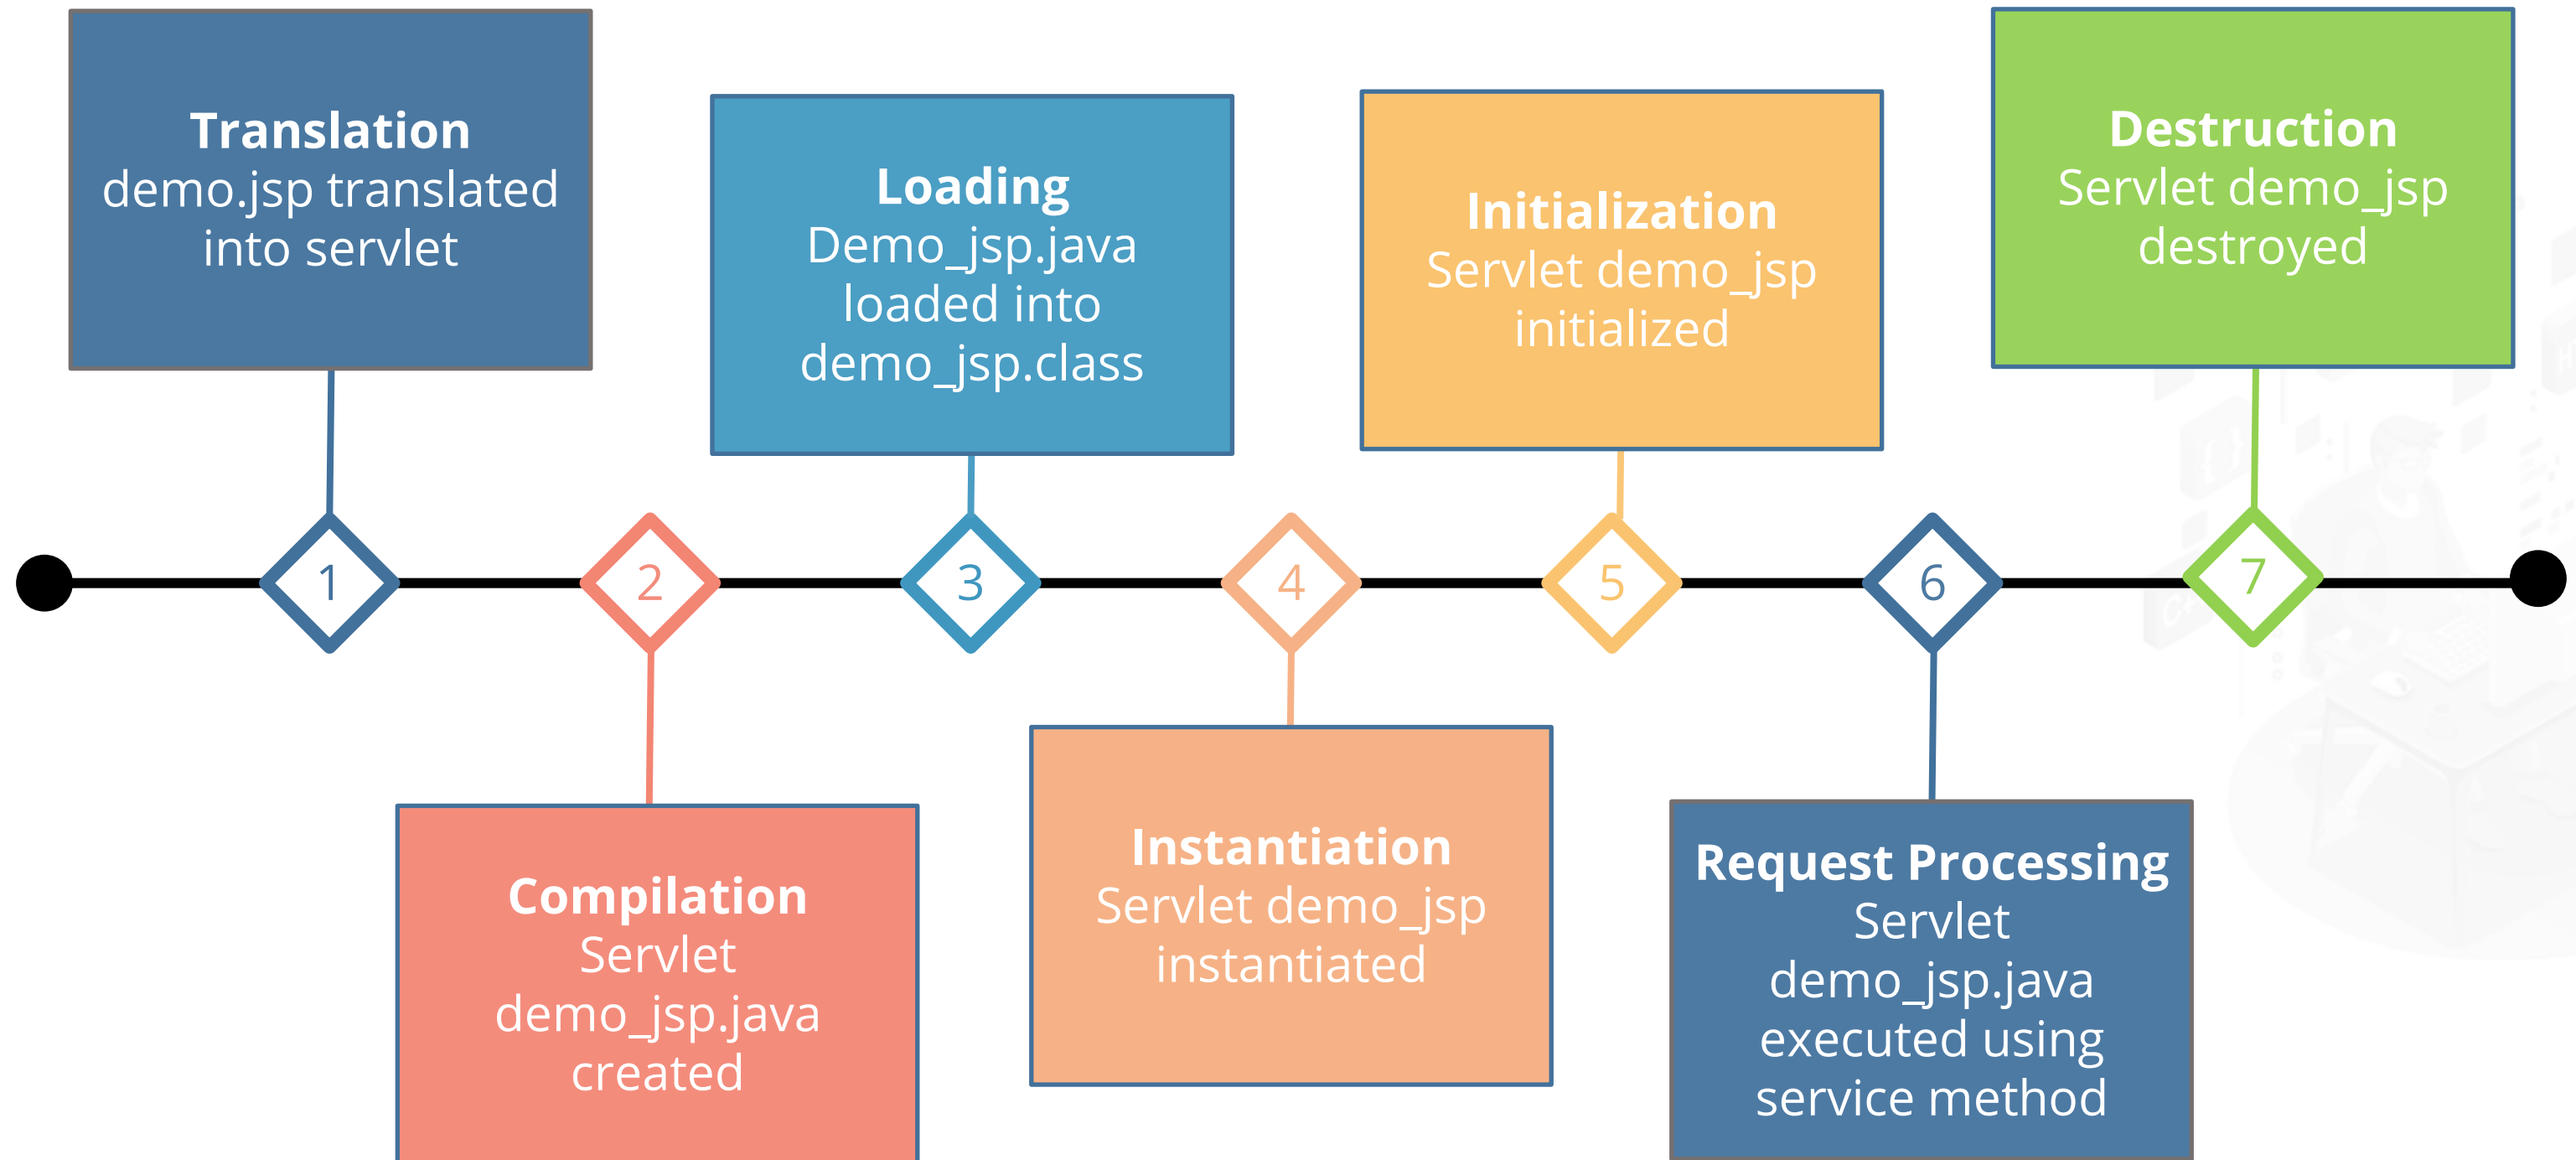 Translation
demo.jsp translated
into servlet
1
Compilation
Servlet
demo_jsp.java
created
2
Loading
Demo_jsp.java
loaded into
demo_jsp.class
3
Instantiation
Servlet demo_jsp
instantiated
4
Initialization
Servlet demo_jsp
initialized
5
Request Processing
Servlet
demo_jsp.java
executed using
service method
6
Destruction
Servlet demo_jsp
destroyed
7